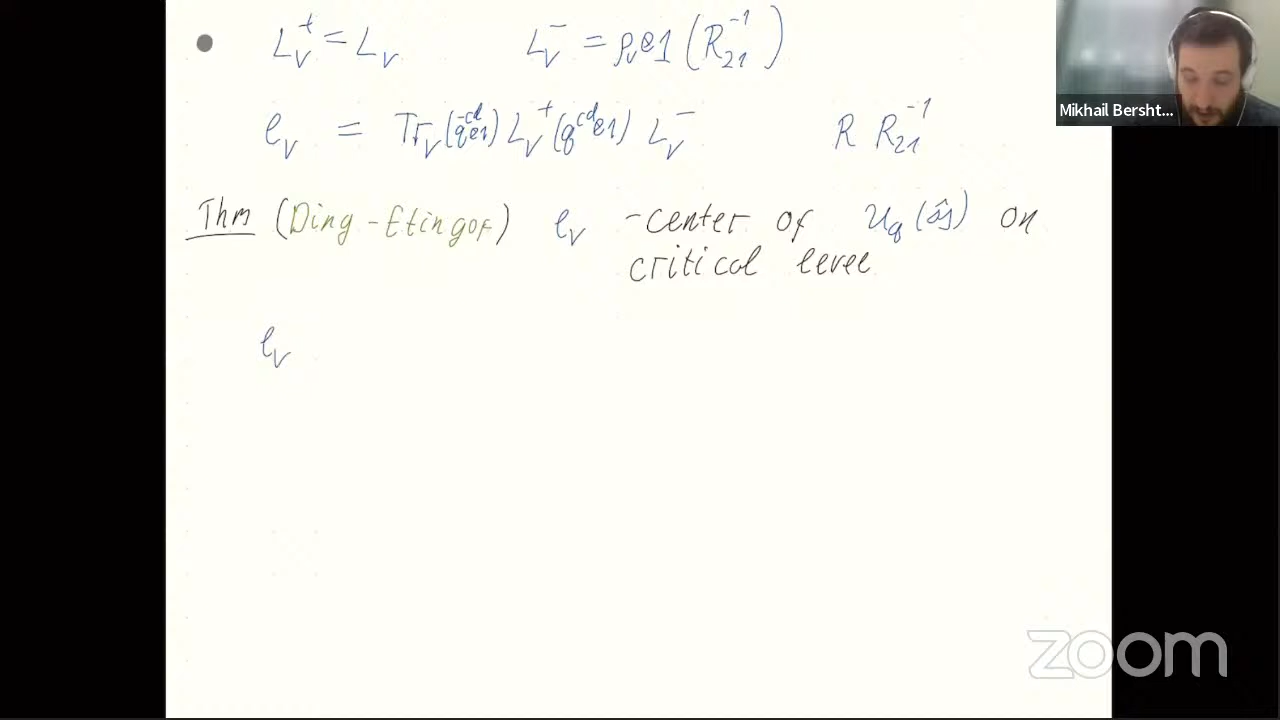 • L_V^+ = L_V L_V^- = ρ_V⊗1 (R_21^{-1})
Mikhail Bersht...
ℓ_V = Tr_V (q^{-cd}⊗1) L_V^+ (q^{cd}⊗1) L_V^- R R_21^{-1}
Thm (Ding - Etingof) ℓ_V - center of U_q(ĝ) on
critical level
ℓ_V
zoom